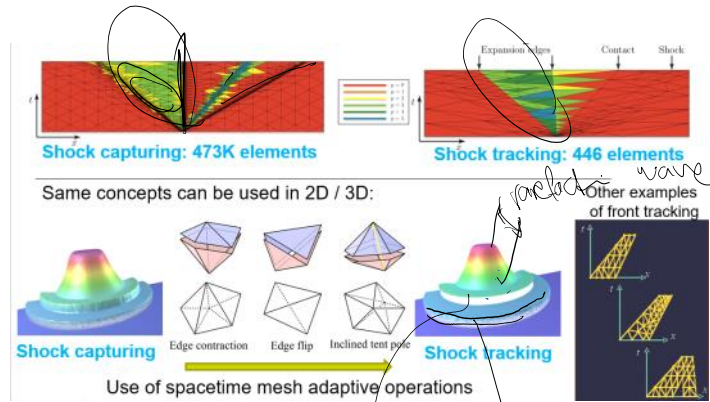 Expansion edges
Contact
Shock
t
z
t
Shock capturing: 473K elements
Shock tracking: 446 elements
Same concepts can be used in 2D / 3D:
wave
Other examples
of front tracking
t
x
t
x
t
x
Shock capturing
Edge contraction
Edge flip
Inclined tent pole
Shock tracking
Use of spacetime mesh adaptive operations